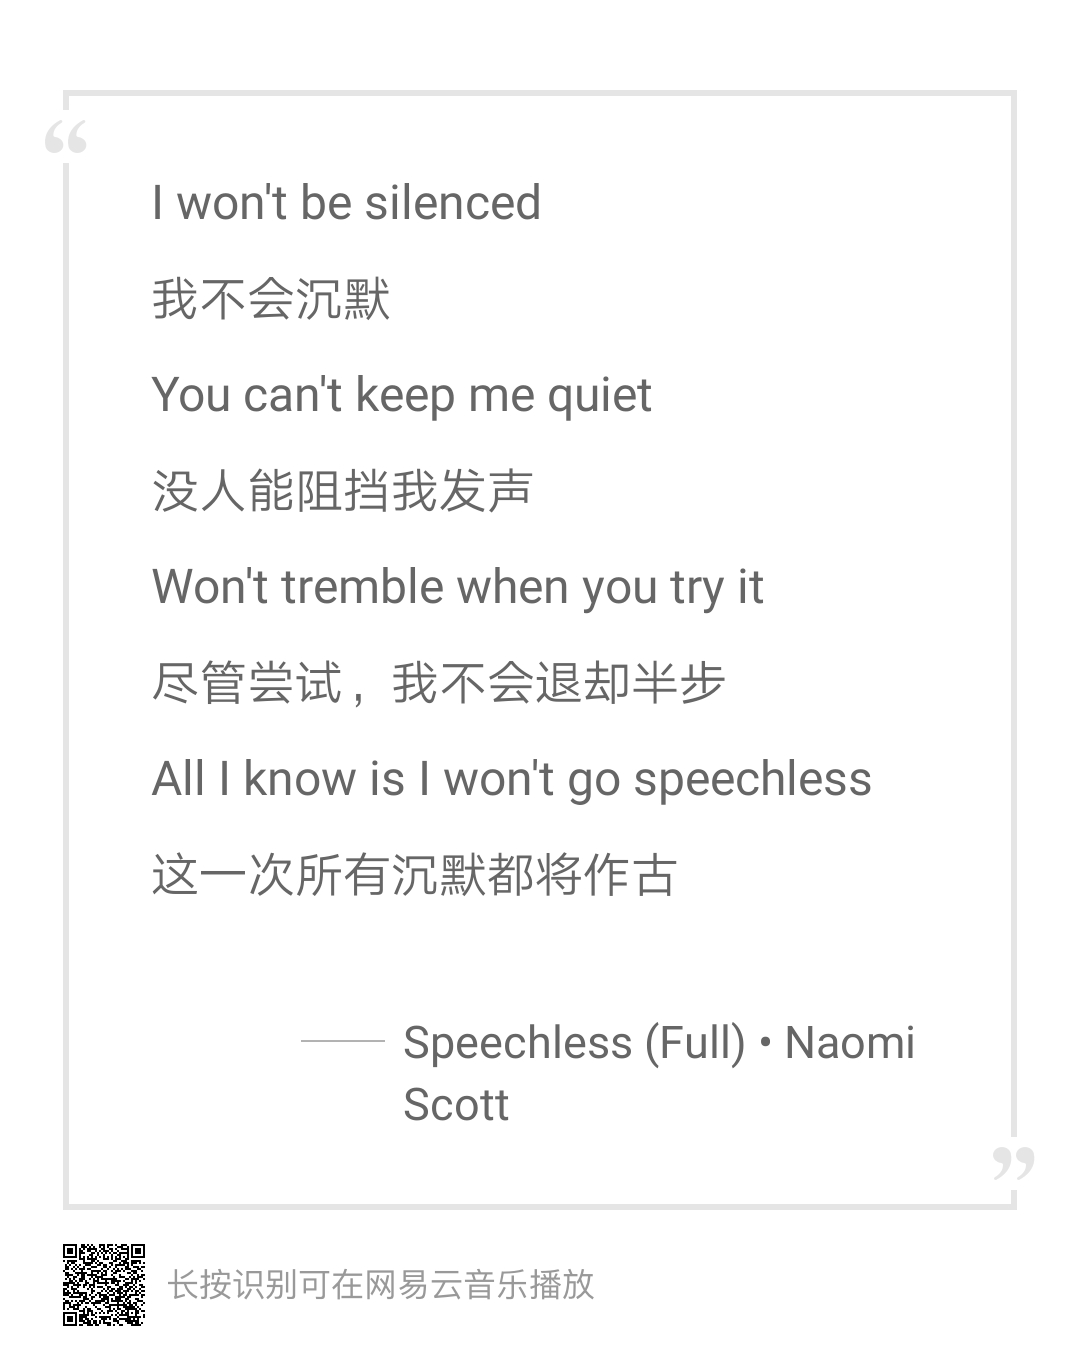 “
I won't be silenced
我不会沉默
You can't keep me quiet
没人能阻挡我发声
Won't tremble when you try it
尽管尝试，我不会退却半步
All I know is I won't go speechless
这一次所有沉默都将作古
—— Speechless (Full) • Naomi
Scott
”
长按识别可在网易云音乐播放